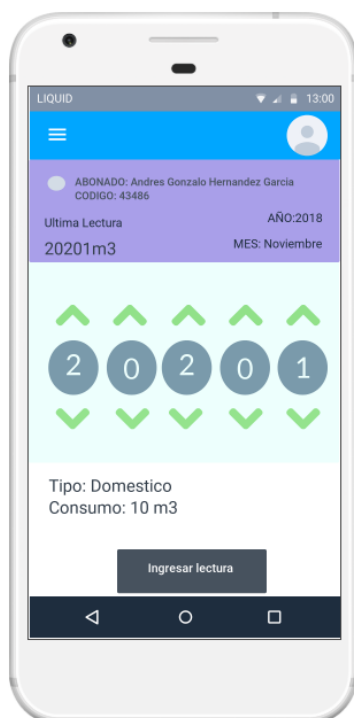 LIQUID 13:00
ABONADO: Andres Gonzalo Hernandez Garcia
CODIGO: 43486
Ultima Lectura AÑO:2018
20201m3 MES: Noviembre
2 0 2 0 1
Tipo: Domestico
Consumo: 10 m3
Ingresar lectura